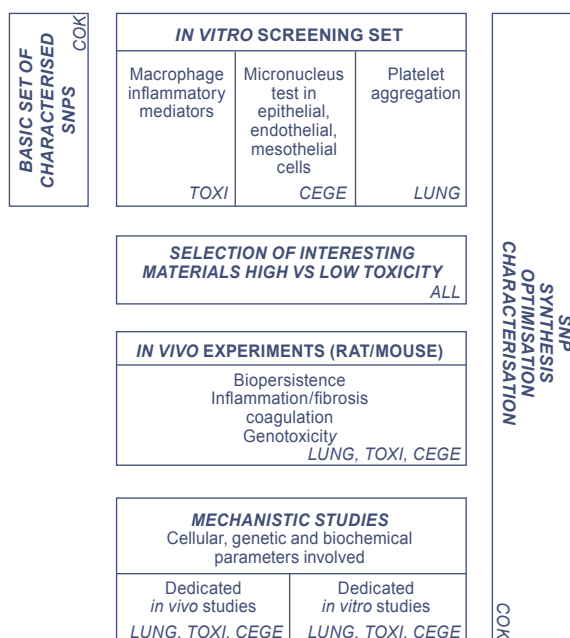 BASIC SET OF
CHARACTERISED
SNPS
COK
IN VITRO SCREENING SET
Macrophage
inflammatory
mediators
TOXI
Micronucleus
test in
epithelial,
endothelial,
mesothelial
cells
CEGE
Platelet
aggregation
LUNG
SELECTION OF INTERESTING
MATERIALS HIGH VS LOW TOXICITY
ALL
IN VIVO EXPERIMENTS (RAT/MOUSE)
Biopersistence
Inflammation/fibrosis
coagulation
Genotoxicity
LUNG, TOXI, CEGE
MECHANISTIC STUDIES
Cellular, genetic and biochemical
parameters involved
Dedicated
in vivo studies
LUNG, TOXI, CEGE
Dedicated
in vitro studies
LUNG, TOXI, CEGE
SNP
SYNTHESIS
OPTIMISATION
CHARACTERISATION
COK